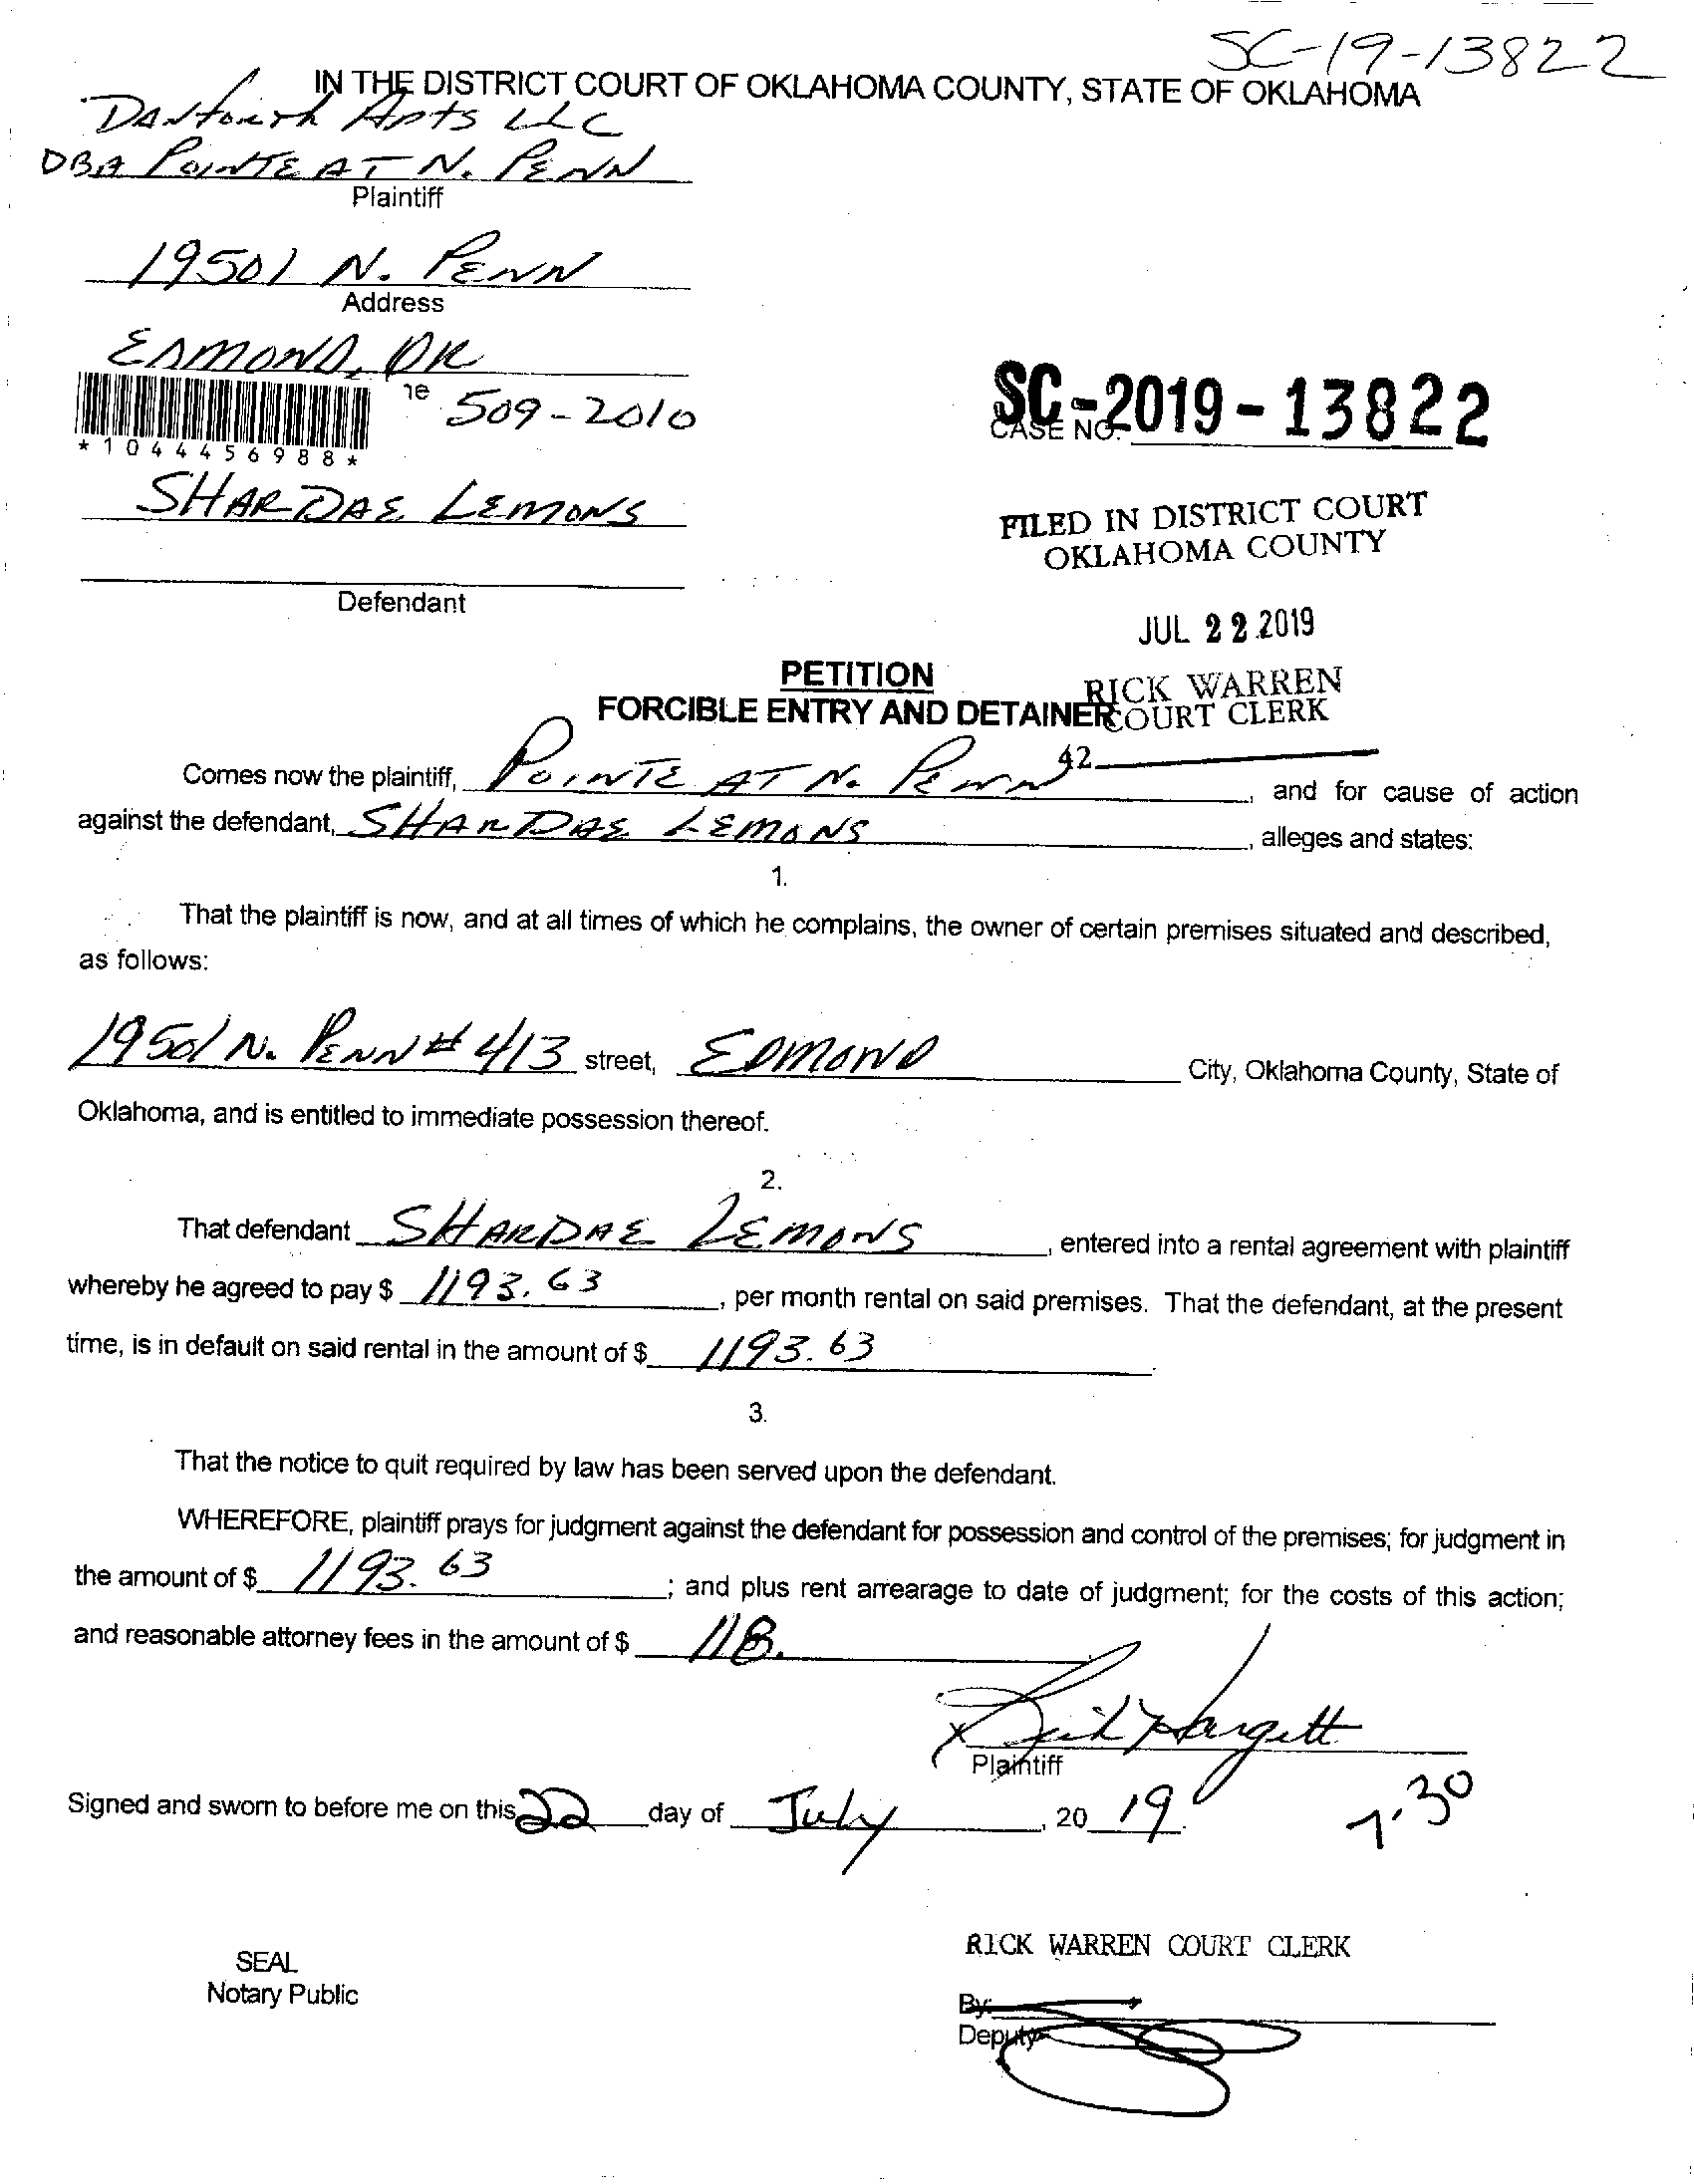 SC-19-13822
IN THE DISTRICT COURT OF OKLAHOMA COUNTY, STATE OF OKLAHOMA
Danforth Apts LLC
DBA POINTE AT N. PENN
Plaintiff
19501 N. PENN
Address
EDMOND, OK
ne 509-2010
*1044456988*
SC-2019-13822
CASE NO.
SHARDAE LEMONS
FILED IN DISTRICT COURT
OKLAHOMA COUNTY
Defendant
JUL 22 2019
PETITION
RICK WARREN
FORCIBLE ENTRY AND DETAINER
COURT CLERK
42
Comes now the plaintiff, POINTE AT N. PENN, and for cause of action
against the defendant, SHARDAE LEMONS, alleges and states:
1.
That the plaintiff is now, and at all times of which he complains, the owner of certain premises situated and described,
as follows:
19501 N. PENN # 413 street, EDMOND City, Oklahoma County, State of
Oklahoma, and is entitled to immediate possession thereof.
2.
That defendant SHARDAE LEMONS, entered into a rental agreement with plaintiff
whereby he agreed to pay $ 1193.63, per month rental on said premises. That the defendant, at the present
time, is in default on said rental in the amount of $ 1193.63.
3.
That the notice to quit required by law has been served upon the defendant.
WHEREFORE, plaintiff prays for judgment against the defendant for possession and control of the premises; for judgment in
the amount of $ 1193.63; and plus rent arrearage to date of judgment; for the costs of this action;
and reasonable attorney fees in the amount of $ 118.
x Hargett
Plaintiff
Signed and sworn to before me on this 22 day of July, 20 19.
7.30
RICK WARREN COURT CLERK
SEAL
Notary Public
By:
Deputy